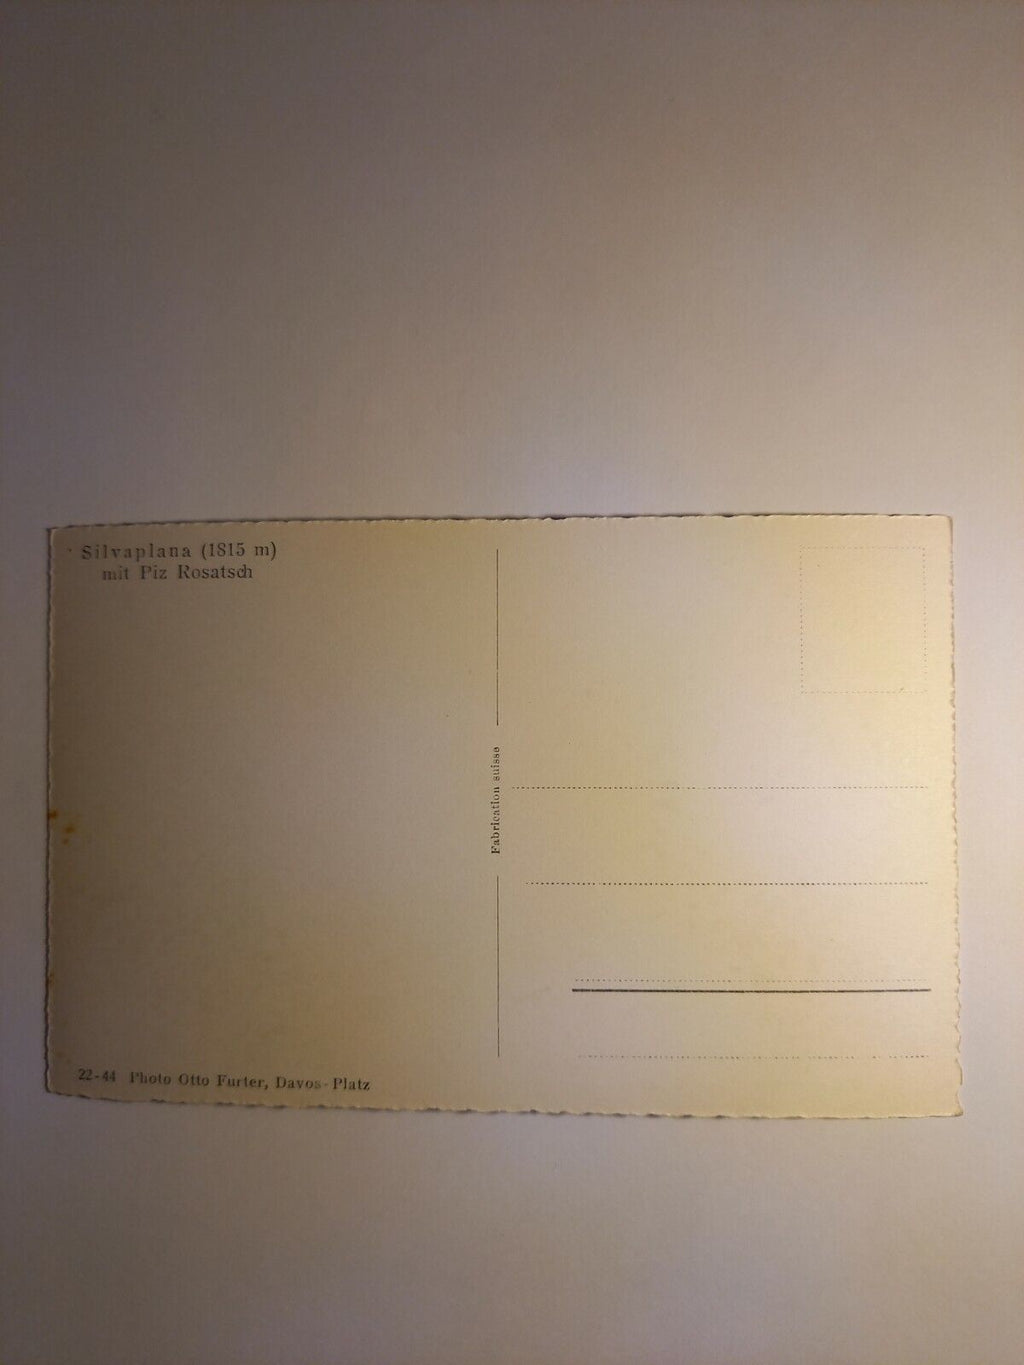 Silvaplana (1815 m)
mit Piz Rosatsch
Fabrication suisse
22-44 Photo Otto Furter, Davos-Platz